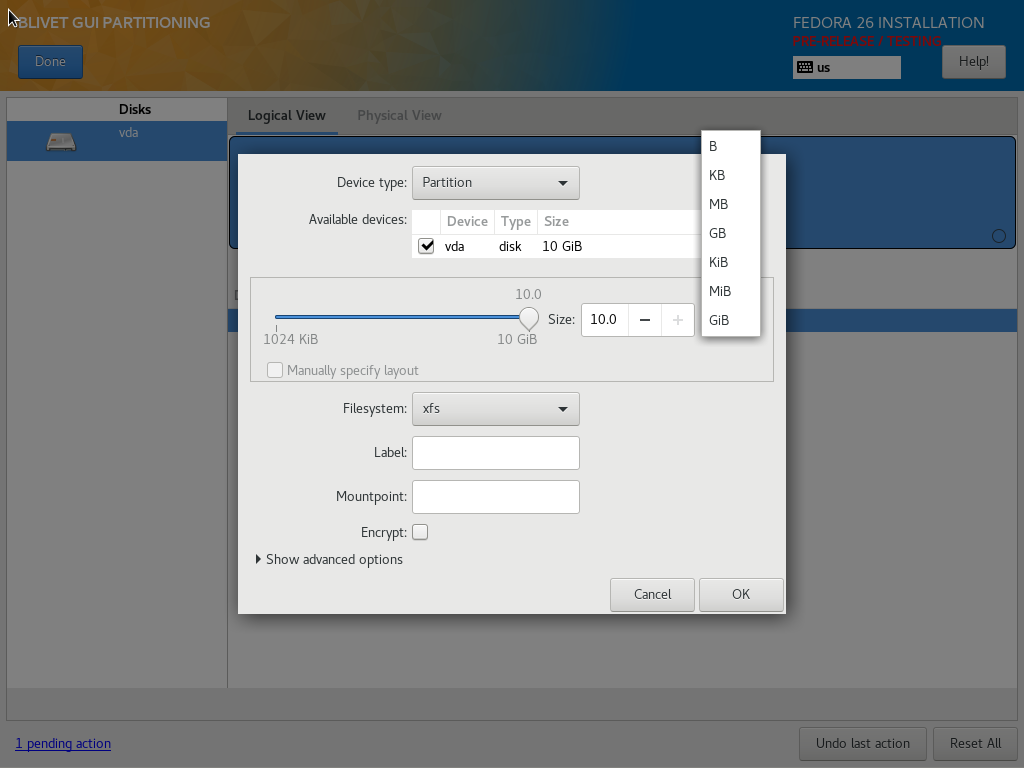 BLIVET GUI PARTITIONING
FEDORA 26 INSTALLATION
PRE-RELEASE / TESTING
Done
us
Help!
Disks
vda
Logical View
Physical View
Device type:
Partition
Available devices:
Device Type Size
vda disk 10 GiB
B
KB
MB
GB
KiB
MiB
GiB
10.0
Size: 10.0
1024 KiB
10 GiB
Manually specify layout
Filesystem:
xfs
Label:
Mountpoint:
Encrypt:
Show advanced options
Cancel
OK
1 pending action
Undo last action
Reset All